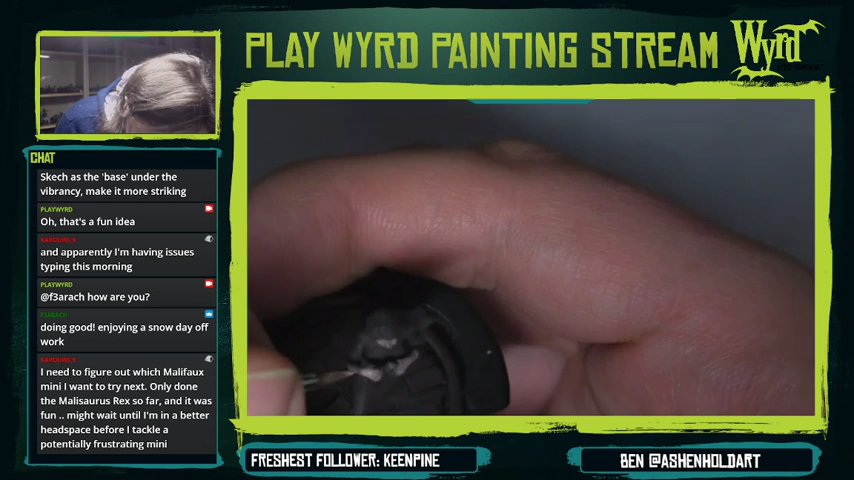 PLAY WYRD PAINTING STREAM
Wyrd
CHAT
Skech as the 'base' under the
vibrancy, make it more striking
PLAYWYRD
Oh, that's a fun idea
and apparently I'm having issues
typing this morning
PLAYWYRD
@f3arach how are you?
F3ARACH
doing good! enjoying a snow day off
work
I need to figure out which Malifaux
mini I want to try next. Only done
the Malisaurus Rex so far, and it was
fun .. might wait until I'm in a better
headspace before I tackle a
potentially frustrating mini
FRESHEST FOLLOWER: KEENPINE
BEN @ASHENHOLDART